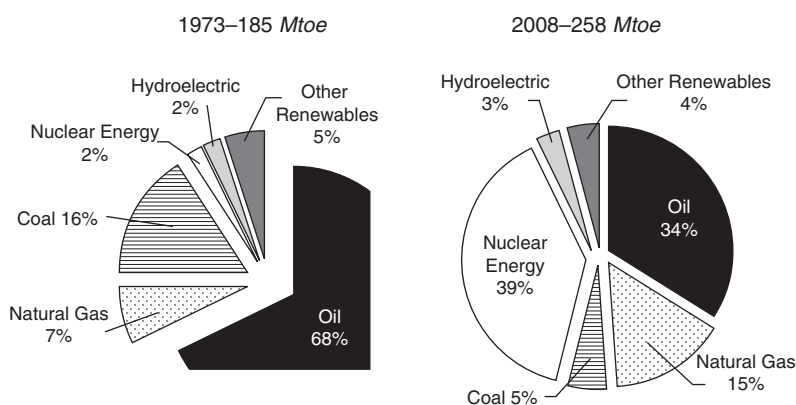 1973–185 Mtoe
Hydroelectric
2%
Other
Renewables
5%
Nuclear Energy
2%
Coal 16%
Natural Gas
7%
Oil
68%
2008–258 Mtoe
Hydroelectric
3%
Other Renewables
4%
Oil
34%
Nuclear
Energy
39%
Natural Gas
15%
Coal 5%